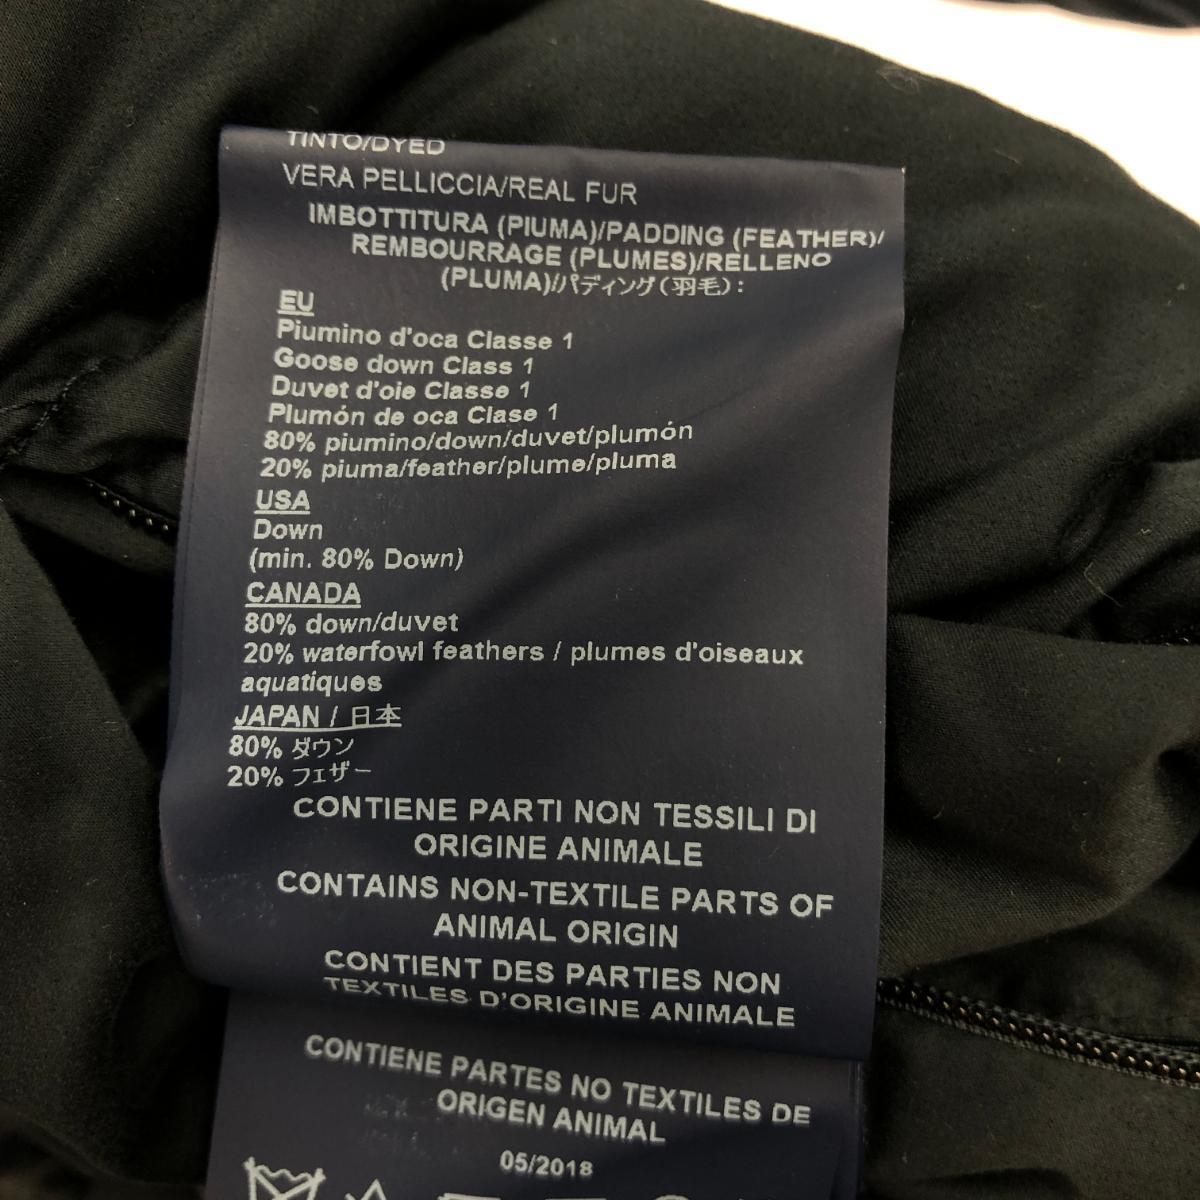 TINTO/DYED
VERA PELLICCIA/REAL FUR
IMBOTTITURA (PIUMA)/PADDING (FEATHER)/
REMBOURRAGE (PLUMES)/RELLENO
(PLUMA)/パディング(羽毛):
EU
Piumino d'oca Classe 1
Goose down Class 1
Duvet d'oie Classe 1
Plumón de oca Clase 1
80% piumino/down/duvet/plumón
20% piuma/feather/plume/pluma
USA
Down
(min. 80% Down)
CANADA
80% down/duvet
20% waterfowl feathers / plumes d'oiseaux
aquatiques
JAPAN / 日本
80% ダウン
20% フェザー
CONTIENE PARTI NON TESSILI DI
ORIGINE ANIMALE
CONTAINS NON-TEXTILE PARTS OF
ANIMAL ORIGIN
CONTIENT DES PARTIES NON
TEXTILES D'ORIGINE ANIMALE
CONTIENE PARTES NO TEXTILES DE
ORIGEN ANIMAL
05/2018